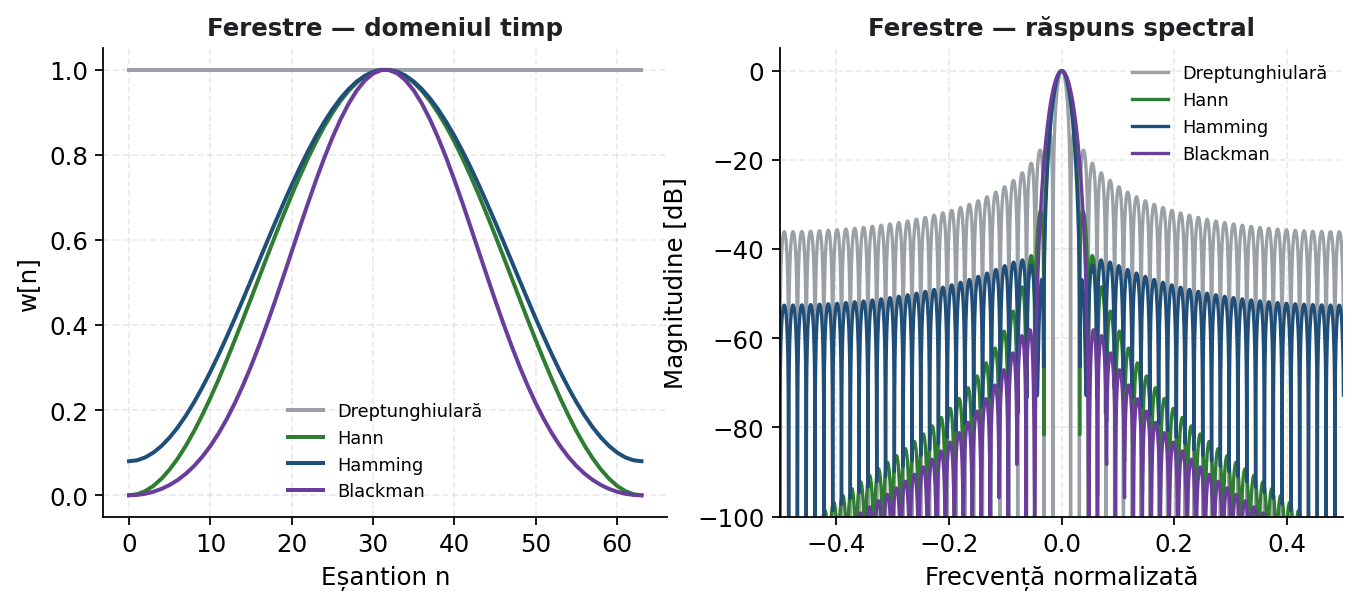 Ferestre — domeniul timp
w[n]
1.0
0.8
0.6
0.4
0.2
0.0
Dreptunghiulară
Hann
Hamming
Blackman
0 10 20 30 40 50 60
Eșantion n
Ferestre — răspuns spectral
Magnitudine [dB]
0
−20
−40
−60
−80
−100
Dreptunghiulară
Hann
Hamming
Blackman
−0.4 −0.2 0.0 0.2 0.4
Frecvență normalizată